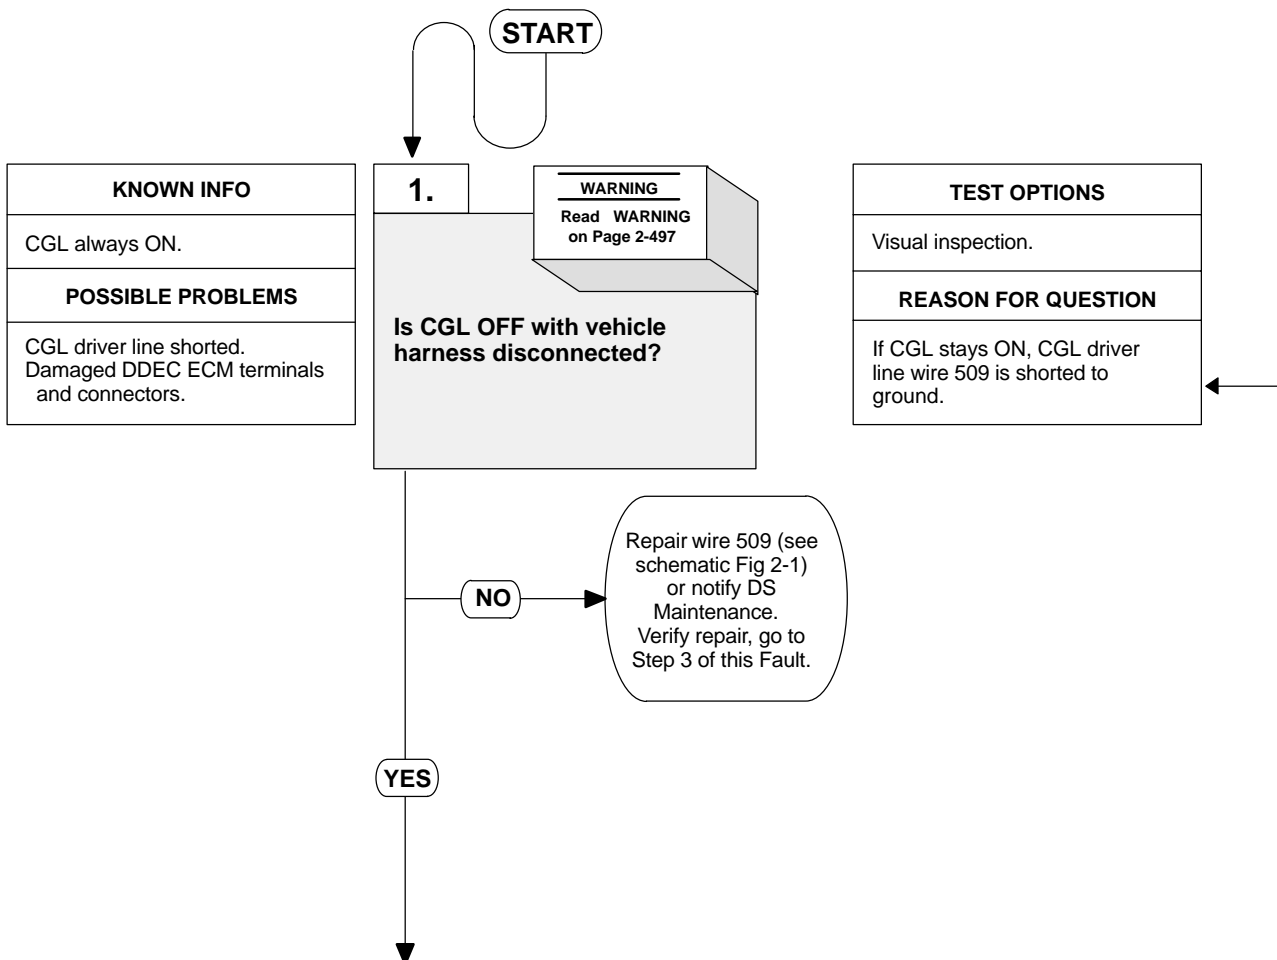 START
KNOWN INFO
CGL always ON.
POSSIBLE PROBLEMS
CGL driver line shorted.
Damaged DDEC ECM terminals
and connectors.
1.
WARNING
Read WARNING
on Page 2-497
Is CGL OFF with vehicle
harness disconnected?
TEST OPTIONS
Visual inspection.
REASON FOR QUESTION
If CGL stays ON, CGL driver
line wire 509 is shorted to
ground.
NO
Repair wire 509 (see
schematic Fig 2-1)
or notify DS
Maintenance.
Verify repair, go to
Step 3 of this Fault.
YES